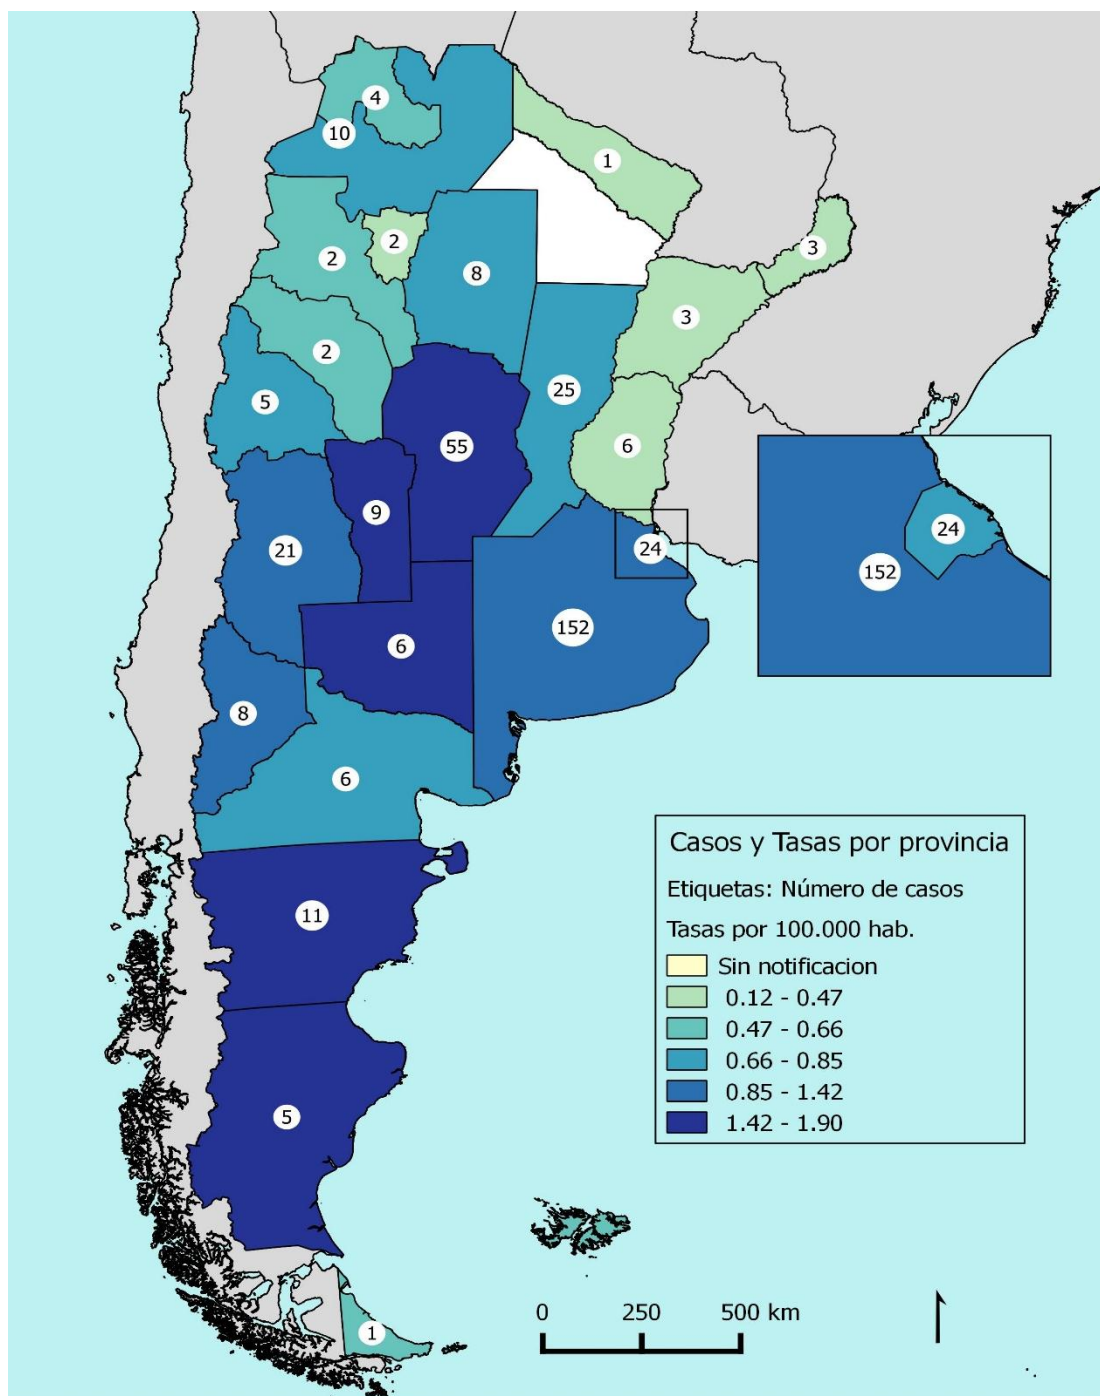 4
10
1
3
2
2
8
3
2
5
25
55
6
9
21
24
24
152
152
6
8
6
11
5
1
Casos y Tasas por provincia
Etiquetas: Número de casos
Tasas por 100.000 hab.
Sin notificacion
0.12 - 0.47
0.47 - 0.66
0.66 - 0.85
0.85 - 1.42
1.42 - 1.90
0 250 500 km